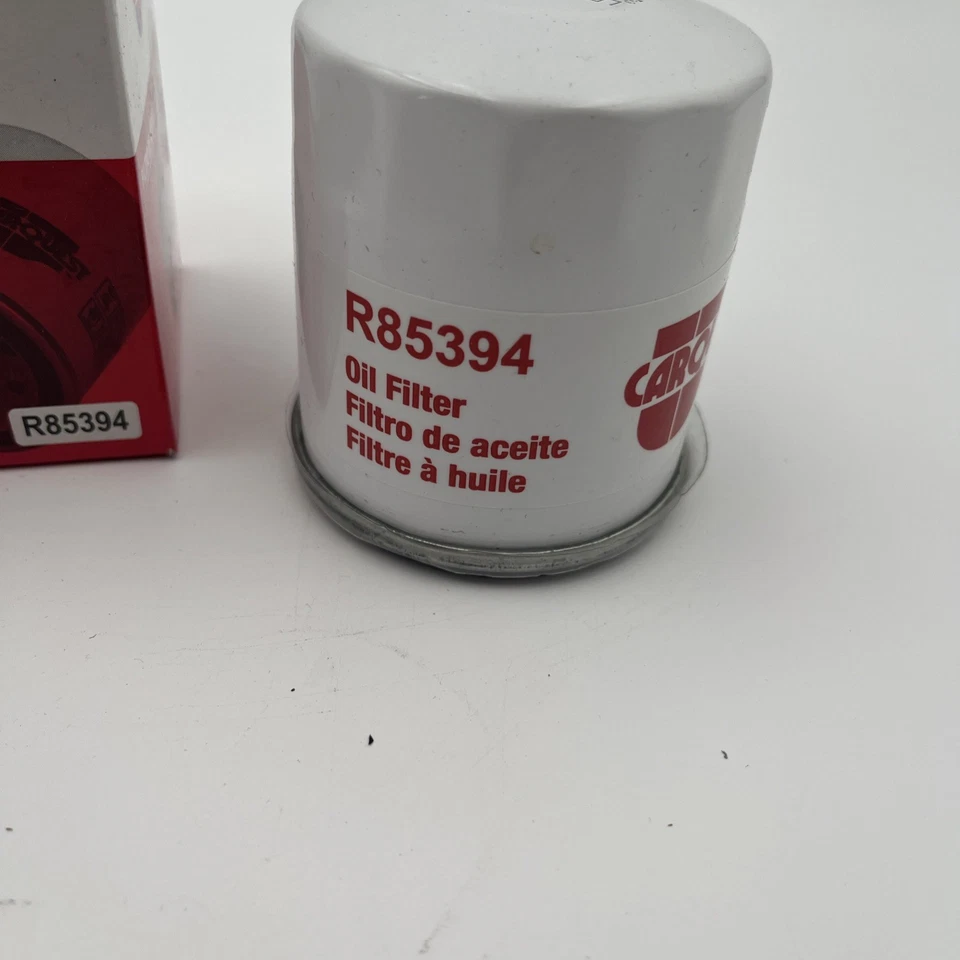 R85394
Oil Filter
Filtro de aceite
Filtre à huile
R85394